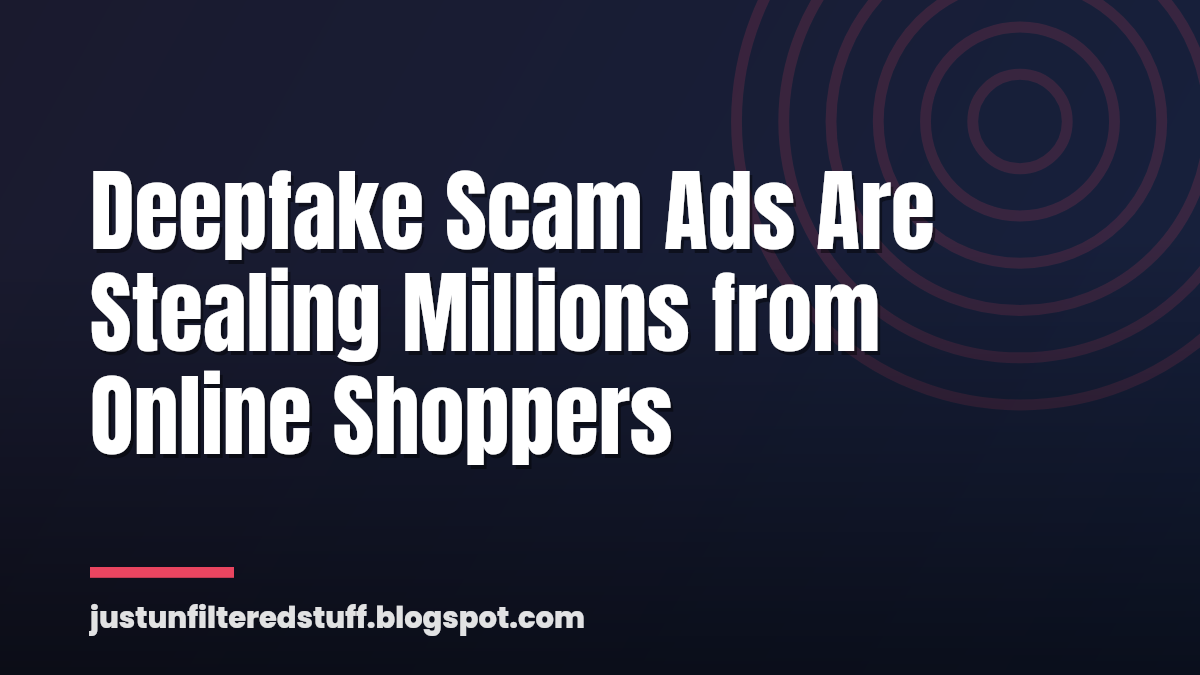 Deepfake Scam Ads Are
Stealing Millions from
Online Shoppers
justunfilteredstuff.blogspot.com